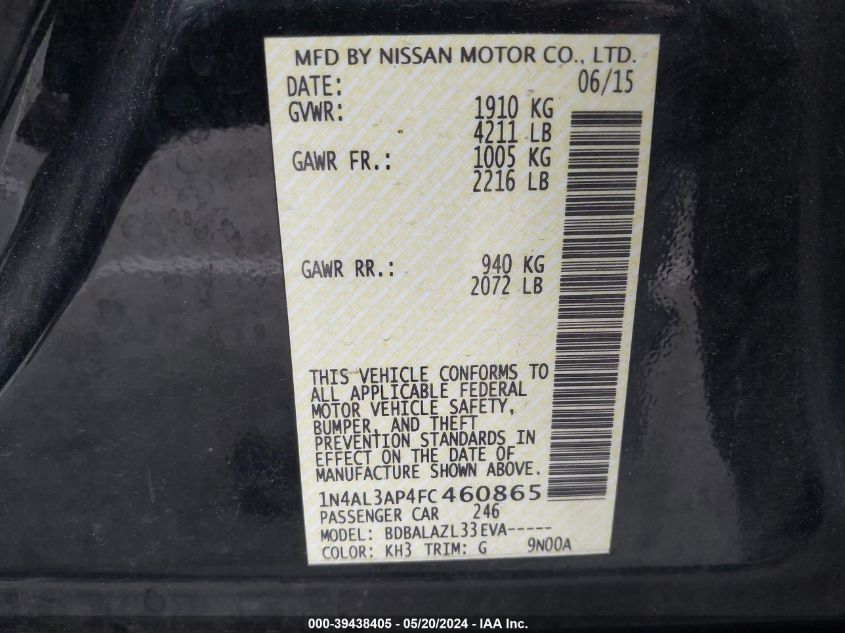 MFD BY NISSAN MOTOR CO., LTD.
DATE: 06/15
GVWR: 1910 KG
4211 LB
GAWR FR.: 1005 KG
2216 LB
GAWR RR.: 940 KG
2072 LB
THIS VEHICLE CONFORMS TO
ALL APPLICABLE FEDERAL
MOTOR VEHICLE SAFETY,
BUMPER, AND THEFT
PREVENTION STANDARDS IN
EFFECT ON THE DATE OF
MANUFACTURE SHOWN ABOVE.
1N4AL3AP4FC460865
PASSENGER CAR 246
MODEL: BDBALAZL33EVA-----
COLOR: KH3 TRIM: G 9N00A
000-39438405 - 05/20/2024 - IAA Inc.